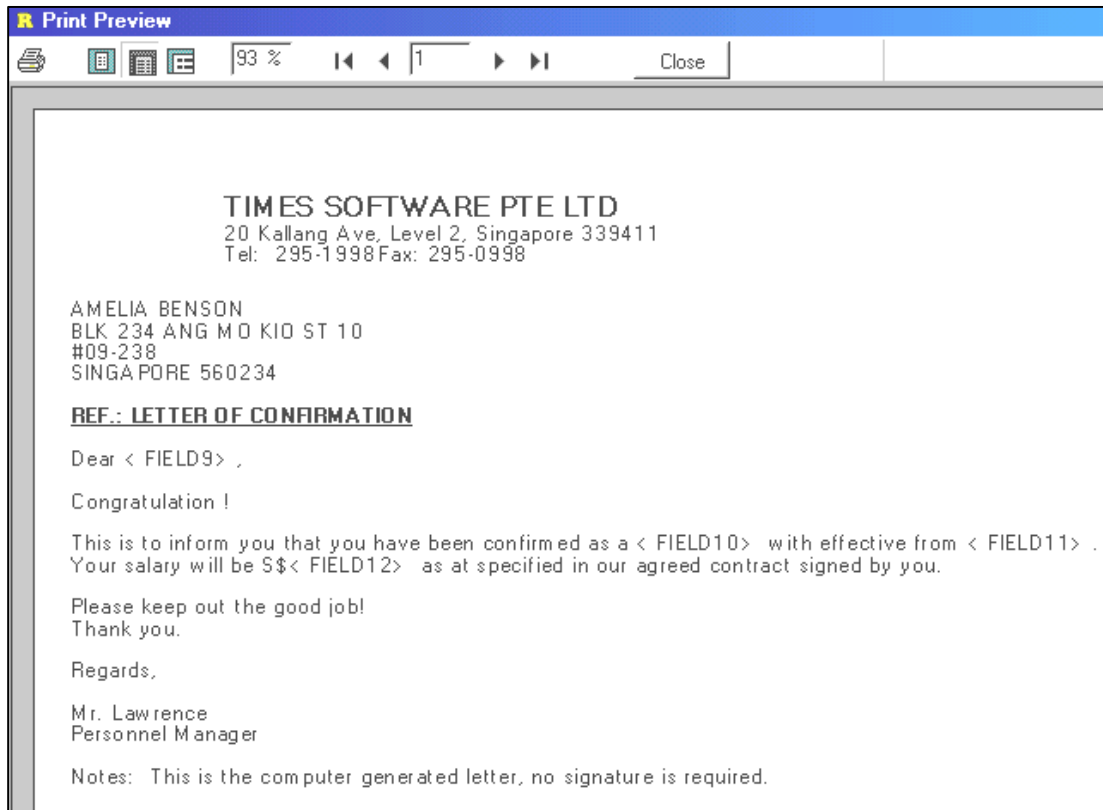 R Print Preview
93 % 1 Close
TIMES SOFTWARE PTE LTD
20 Kallang Ave, Level 2, Singapore 339411
Tel: 295-1998Fax: 295-0998
AMELIA BENSON
BLK 234 ANG MO KIO ST 10
#09-238
SINGAPORE 560234
REF.: LETTER OF CONFIRMATION
Dear < FIELD9> ,
Congratulation !
This is to inform you that you have been confirmed as a < FIELD10> with effective from < FIELD11> .
Your salary will be S$< FIELD12> as at specified in our agreed contract signed by you.
Please keep out the good job!
Thank you.
Regards,
Mr. Lawrence
Personnel Manager
Notes: This is the computer generated letter, no signature is required.